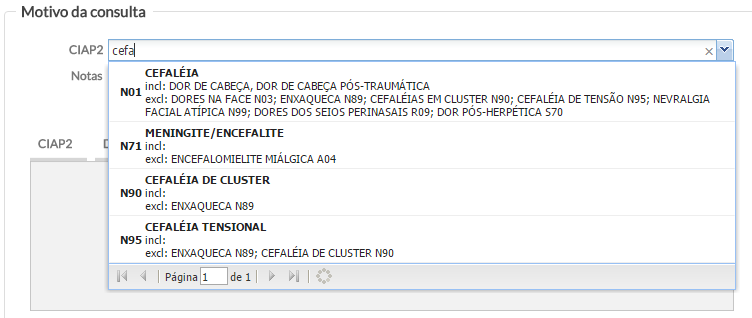 Motivo da consulta
CIAP2 cefa
Notas
CEFALÉIA
N01 incl: DOR DE CABEÇA, DOR DE CABEÇA PÓS-TRAUMÁTICA
excl: DORES NA FACE N03; ENXAQUECA N89; CEFALÉIAS EM CLUSTER N90; CEFALÉIA DE TENSÃO N95; NEVRALGIA
FACIAL ATÍPICA N99; DORES DOS SEIOS PERINASAIS R09; DOR PÓS-HERPÉTICA S70
MENINGITE/ENCEFALITE
N71 incl:
excl: ENCEFALOMIELITE MIÁLGICA A04
CEFALÉIA DE CLUSTER
N90 incl:
excl: ENXAQUECA N89
CEFALÉIA TENSIONAL
N95 incl:
excl: ENXAQUECA N89; CEFALÉIA DE CLUSTER N90
CIAP2 D
Página 1 de 1